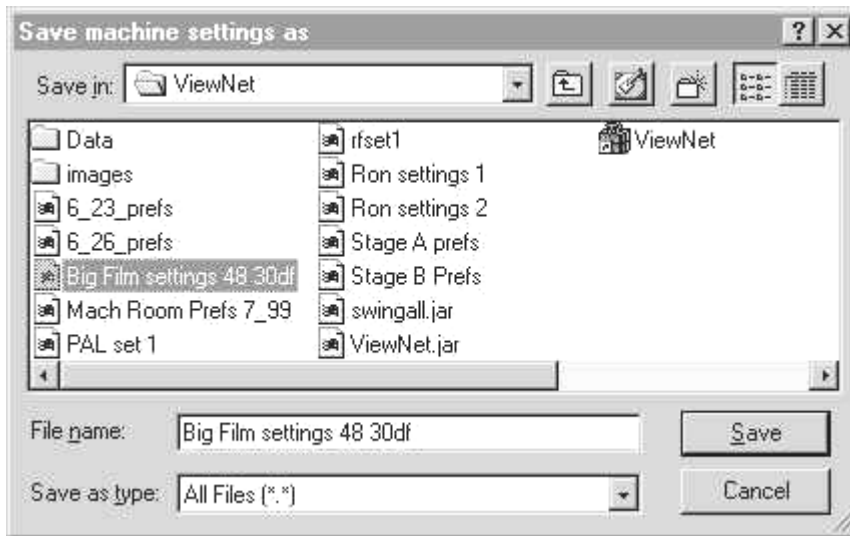 Save machine settings as
Save in: ViewNet
Data
images
6_23_prefs
6_26_prefs
Big Film settings 48 30df
Mach Room Prefs 7_99
PAL set 1
rfset1
Ron settings 1
Ron settings 2
Stage A prefs
Stage B Prefs
swingall.jar
ViewNet.jar
ViewNet
File name: Big Film settings 48 30df
Save
Save as type: All Files (*.*)
Cancel